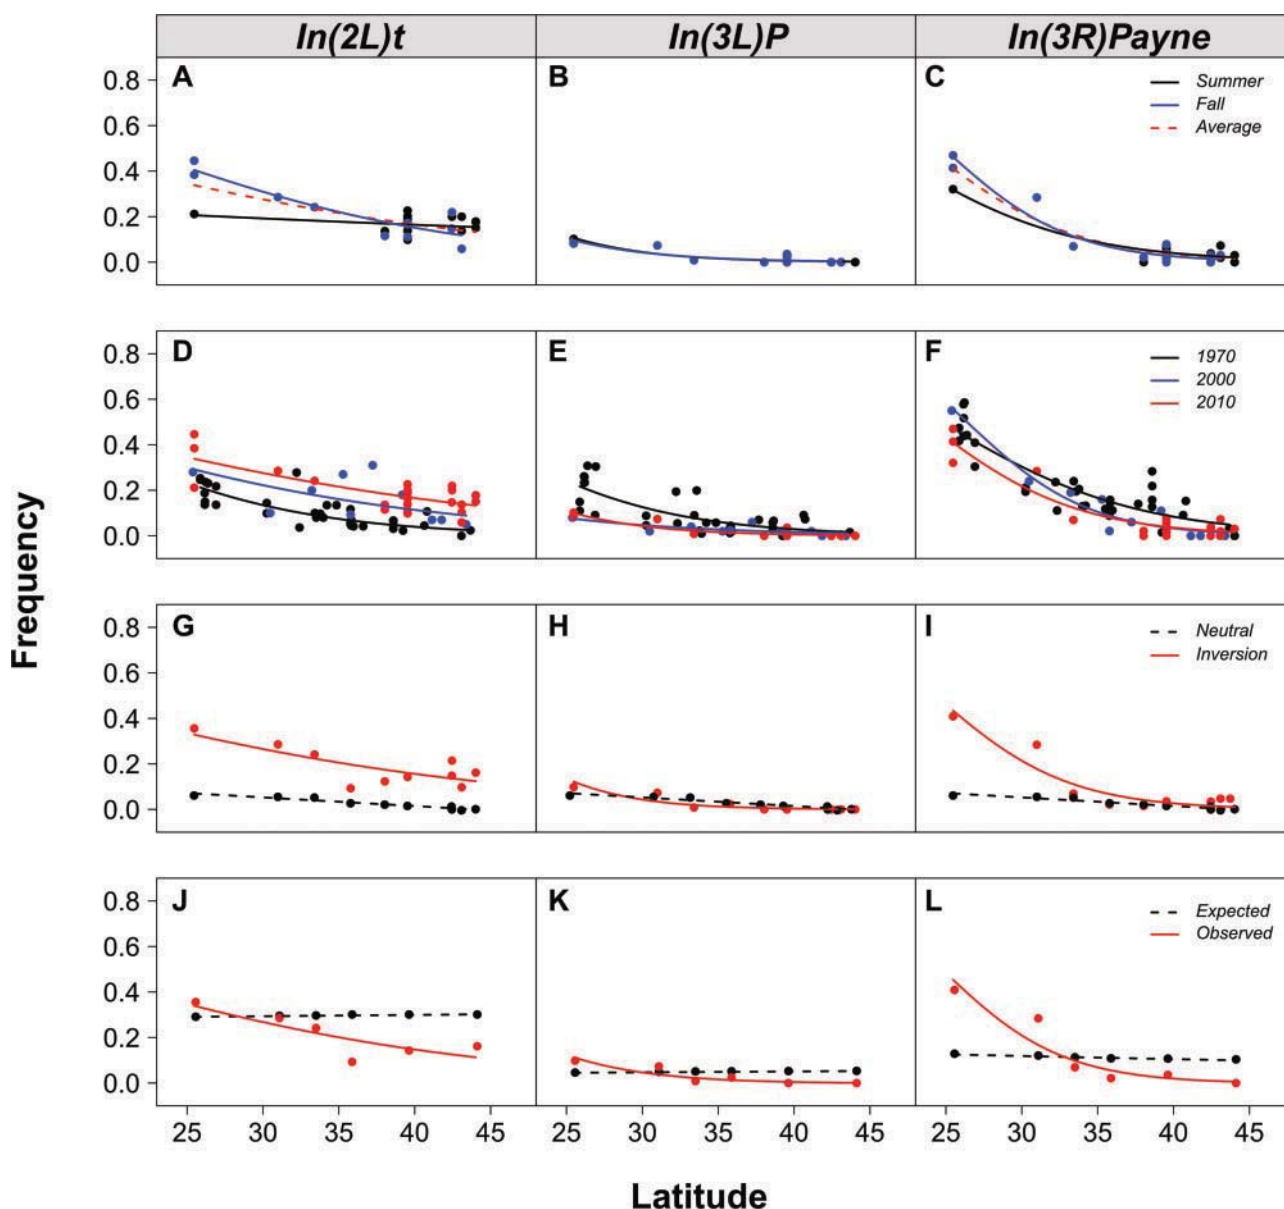 In(2L)t In(3L)P In(3R)Payne
A B C
Summer
Fall
Average
0.8
0.6
0.4
0.2
0.0
D E F
1970
2000
2010
0.8
0.6
0.4
0.2
0.0
Frequency
G H I
Neutral
Inversion
0.8
0.6
0.4
0.2
0.0
J K L
Expected
Observed
0.8
0.6
0.4
0.2
0.0
25 30 35 40 45 25 30 35 40 45 25 30 35 40 45
Latitude